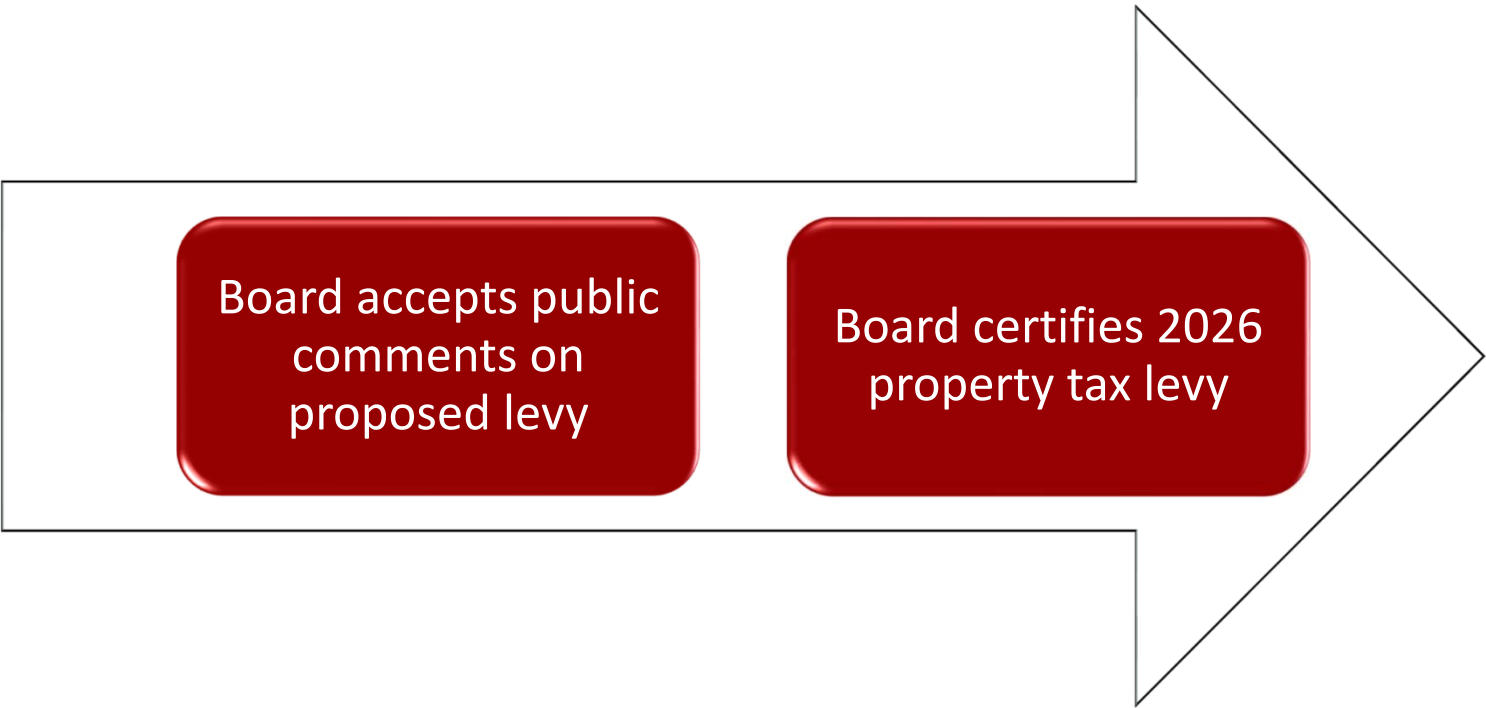 Board accepts public
comments on
proposed levy
Board certifies 2026
property tax levy